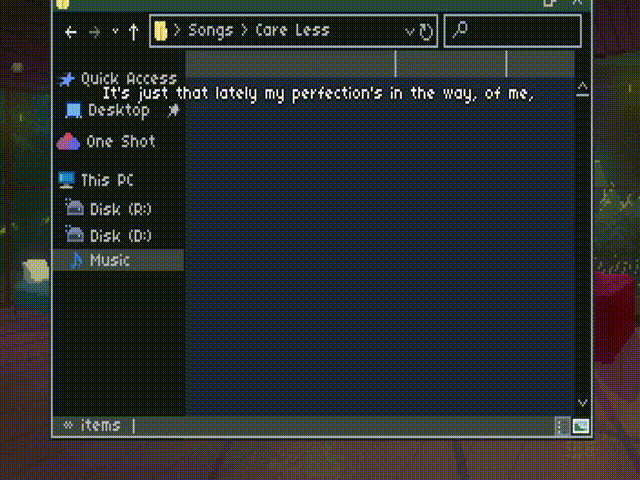 Songs > Care Less
Quick Access
It's just that lately my perfection's in the way, of me,
Desktop
One Shot
This PC
Disk (R:)
Disk (D:)
Music
∞ items |